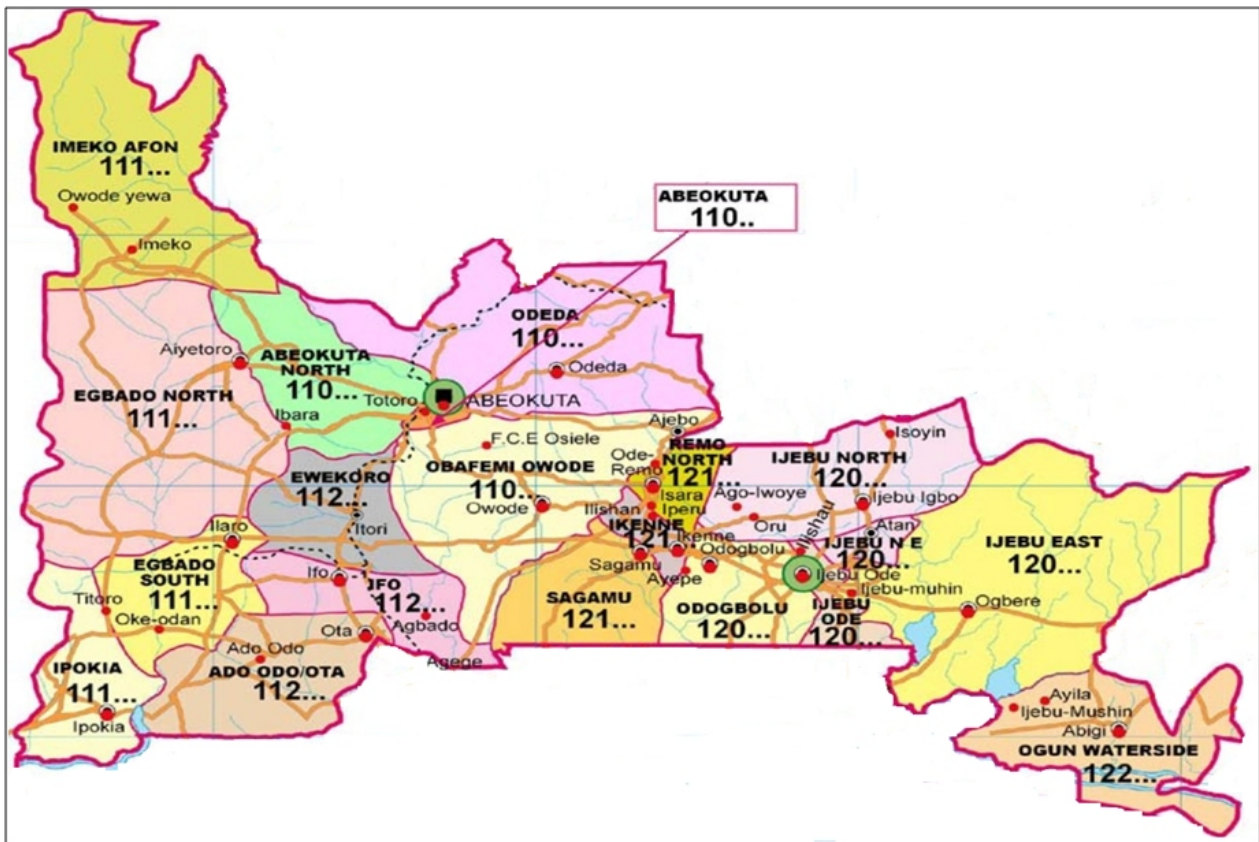 IMEKO AFON
111...
Owode yewa
Imeko
ABEOKUTA
110..
ODEDA
110...
Odeda
Aiyetoro
ABEOKUTA
NORTH
110...
EGBADO NORTH
111...
Totoro
ABEOKUTA
Ibara
Ajebo
F.C.E Osiele
Ode-
Remo
REMO
NORTH
121...
IJEBU NORTH
120...
Isoyin
EWEKORO
112...
Itori
OBAFEMI OWODE
110...
Owode
Isara
Ilishan
Iperu
Ago-Iwoye
Oru
Ijebu Igbo
Ilishau
Atan
IKENNE
121...
Ikenne
Odogbolu
IJEBU N E
120...
IJEBU EAST
120...
Ilaro
EGBADO
SOUTH
111...
Ifo
IFO
112...
Agbado
Sagamu
Ayepe
SAGAMU
121...
ODOGBOLU
120...
Ijebu Ode
Ijebu-muhin
IJEBU
ODE
120...
Ogbere
Titoro
Oke-odan
Ota
Ado Odo
ADO ODO/OTA
112...
Agege
IPOKIA
111...
Ipokia
Ayila
Ijebu-Mushin
Abigi
OGUN WATERSIDE
122...